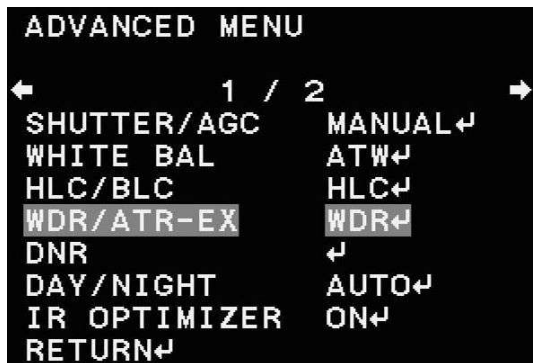 ADVANCED MENU
← 1 / 2 →
SHUTTER/AGC MANUAL↵
WHITE BAL ATW↵
HLC/BLC HLC↵
WDR/ATR-EX WDR↵
DNR ↵
DAY/NIGHT AUTO↵
IR OPTIMIZER ON↵
RETURN↵